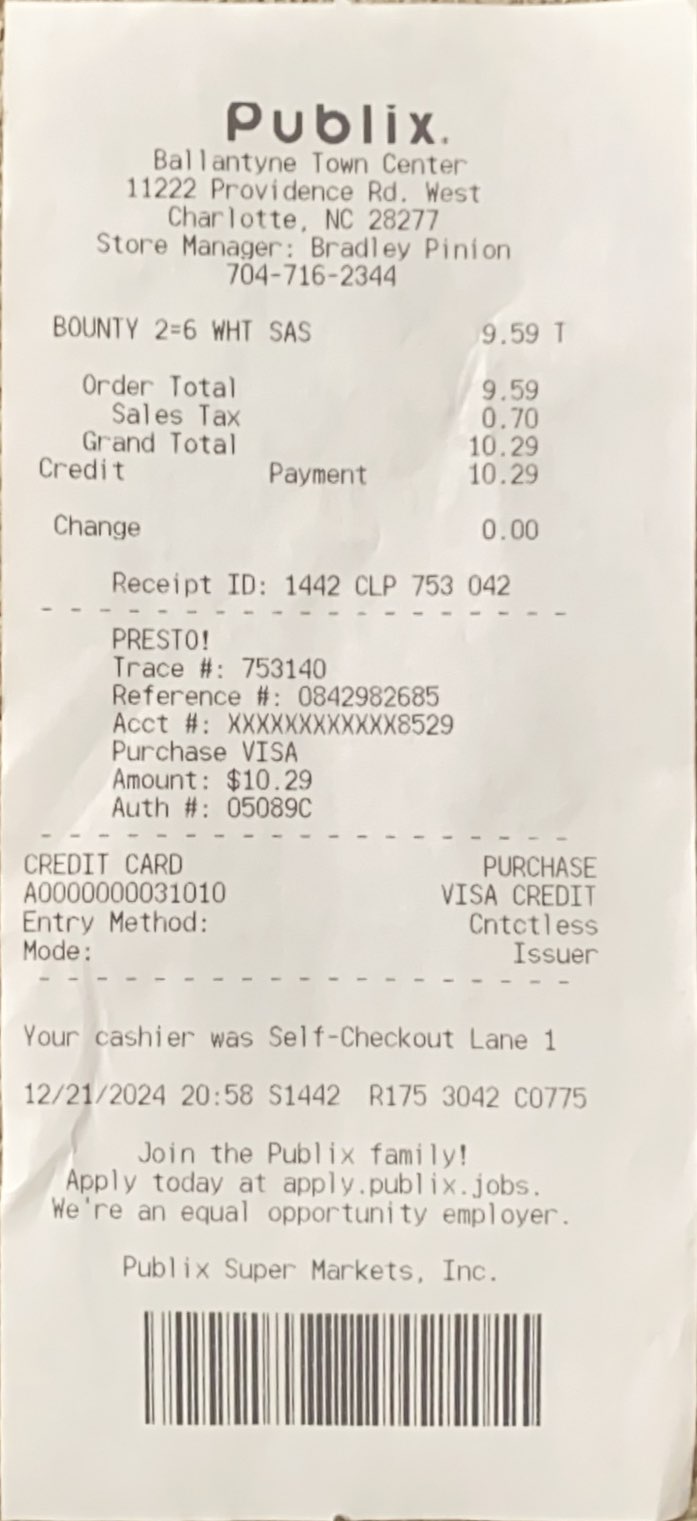 Publix.
Ballantyne Town Center
11222 Providence Rd. West
Charlotte, NC 28277
Store Manager: Bradley Pinion
704-716-2344
BOUNTY 2=6 WHT SAS 9.59 T
Order Total 9.59
Sales Tax 0.70
Grand Total 10.29
Credit Payment 10.29
Change 0.00
Receipt ID: 1442 CLP 753 042
- - - - - - - - - - - - - - - - - - -
PRESTO!
Trace #: 753140
Reference #: 0842982685
Acct #: XXXXXXXXXXXX8529
Purchase VISA
Amount: $10.29
Auth #: 05089C
- - - - - - - - - - - - - - - - - - -
CREDIT CARD PURCHASE
A0000000031010 VISA CREDIT
Entry Method: Cntctless
Mode: Issuer
- - - - - - - - - - - - - - - - - - -
Your cashier was Self-Checkout Lane 1
12/21/2024 20:58 S1442 R175 3042 C0775
Join the Publix family!
Apply today at apply.publix.jobs.
We're an equal opportunity employer.
Publix Super Markets, Inc.